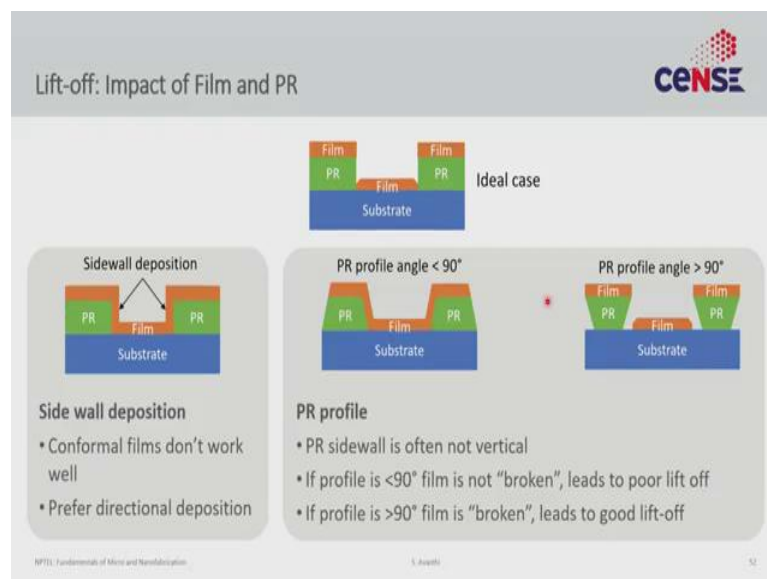 Lift-off: Impact of Film and PR
CeNSE
Film
Film
PR
PR
Film
Substrate
Ideal case
Sidewall deposition
PR
PR
Film
Substrate
Side wall deposition
• Conformal films don't work
well
• Prefer directional deposition
PR profile angle < 90°
PR
PR
Film
Substrate
PR profile angle > 90°
Film
Film
PR
PR
Film
Substrate
PR profile
• PR sidewall is often not vertical
• If profile is <90° film is not "broken", leads to poor lift off
• If profile is >90° film is "broken", leads to good lift-off
NPTEL: Fundamentals of Micro and Nanofabrication
S. Avanthi
52